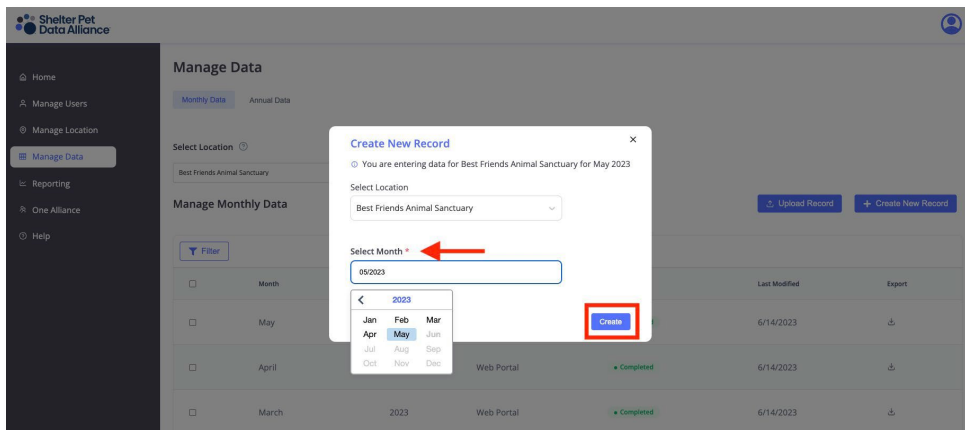 Shelter Pet
Data Alliance
Home
Manage Users
Manage Location
Manage Data
Reporting
One Alliance
Help
Manage Data
Monthly Data Annual Data
Select Location
Best Friends Animal Sanctuary
Manage Monthly Data
Upload Record
+ Create New Record
Filter
Month Last Modified Export
May 6/14/2023
April Web Portal Completed 6/14/2023
March 2023 Web Portal Completed 6/14/2023
Create New Record ×
You are entering data for Best Friends Animal Sanctuary for May 2023
Select Location
Best Friends Animal Sanctuary
Select Month *
05/2023
2023
Jan Feb Mar
Apr May Jun
Jul Aug Sep
Oct Nov Dec
Create